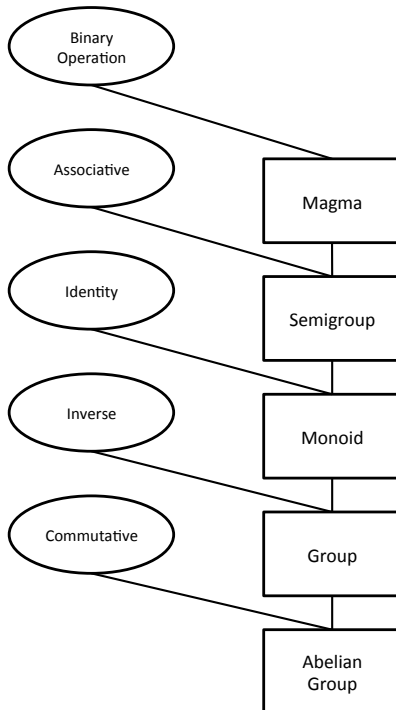 Binary
Operation
Associative
Magma
Identity
Semigroup
Inverse
Monoid
Commutative
Group
Abelian
Group